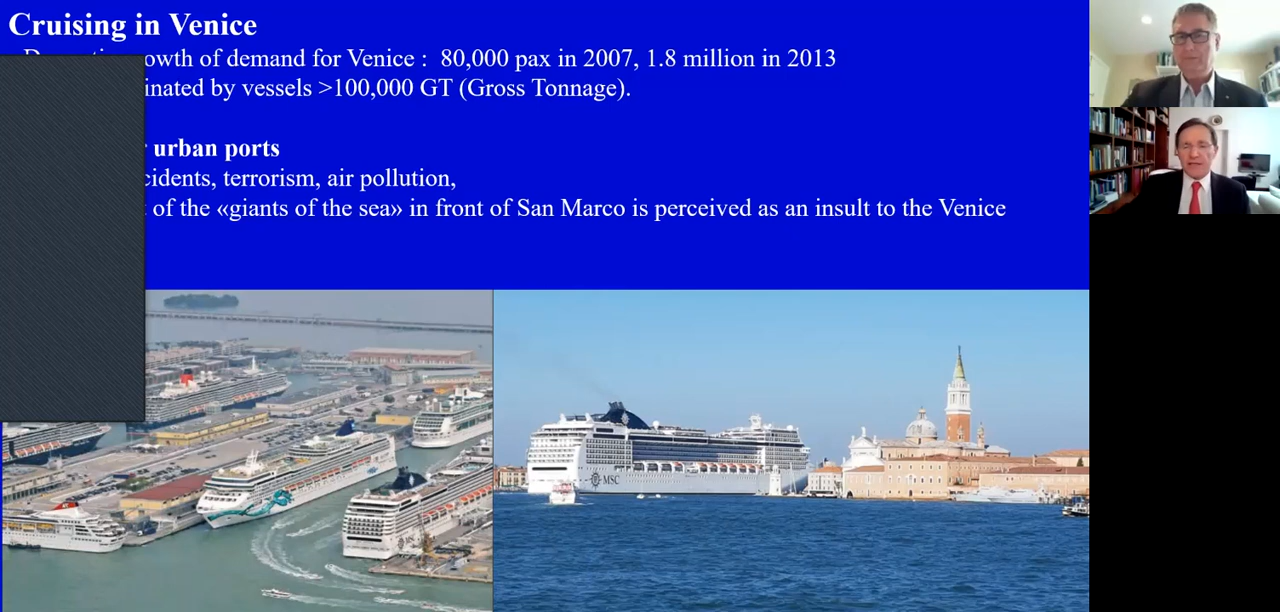 Cruising in Venice
owth of demand for Venice : 80,000 pax in 2007, 1.8 million in 2013
inated by vessels >100,000 GT (Gross Tonnage).
urban ports
cidents, terrorism, air pollution,
of the «giants of the sea» in front of San Marco is perceived as an insult to the Venice
MSC